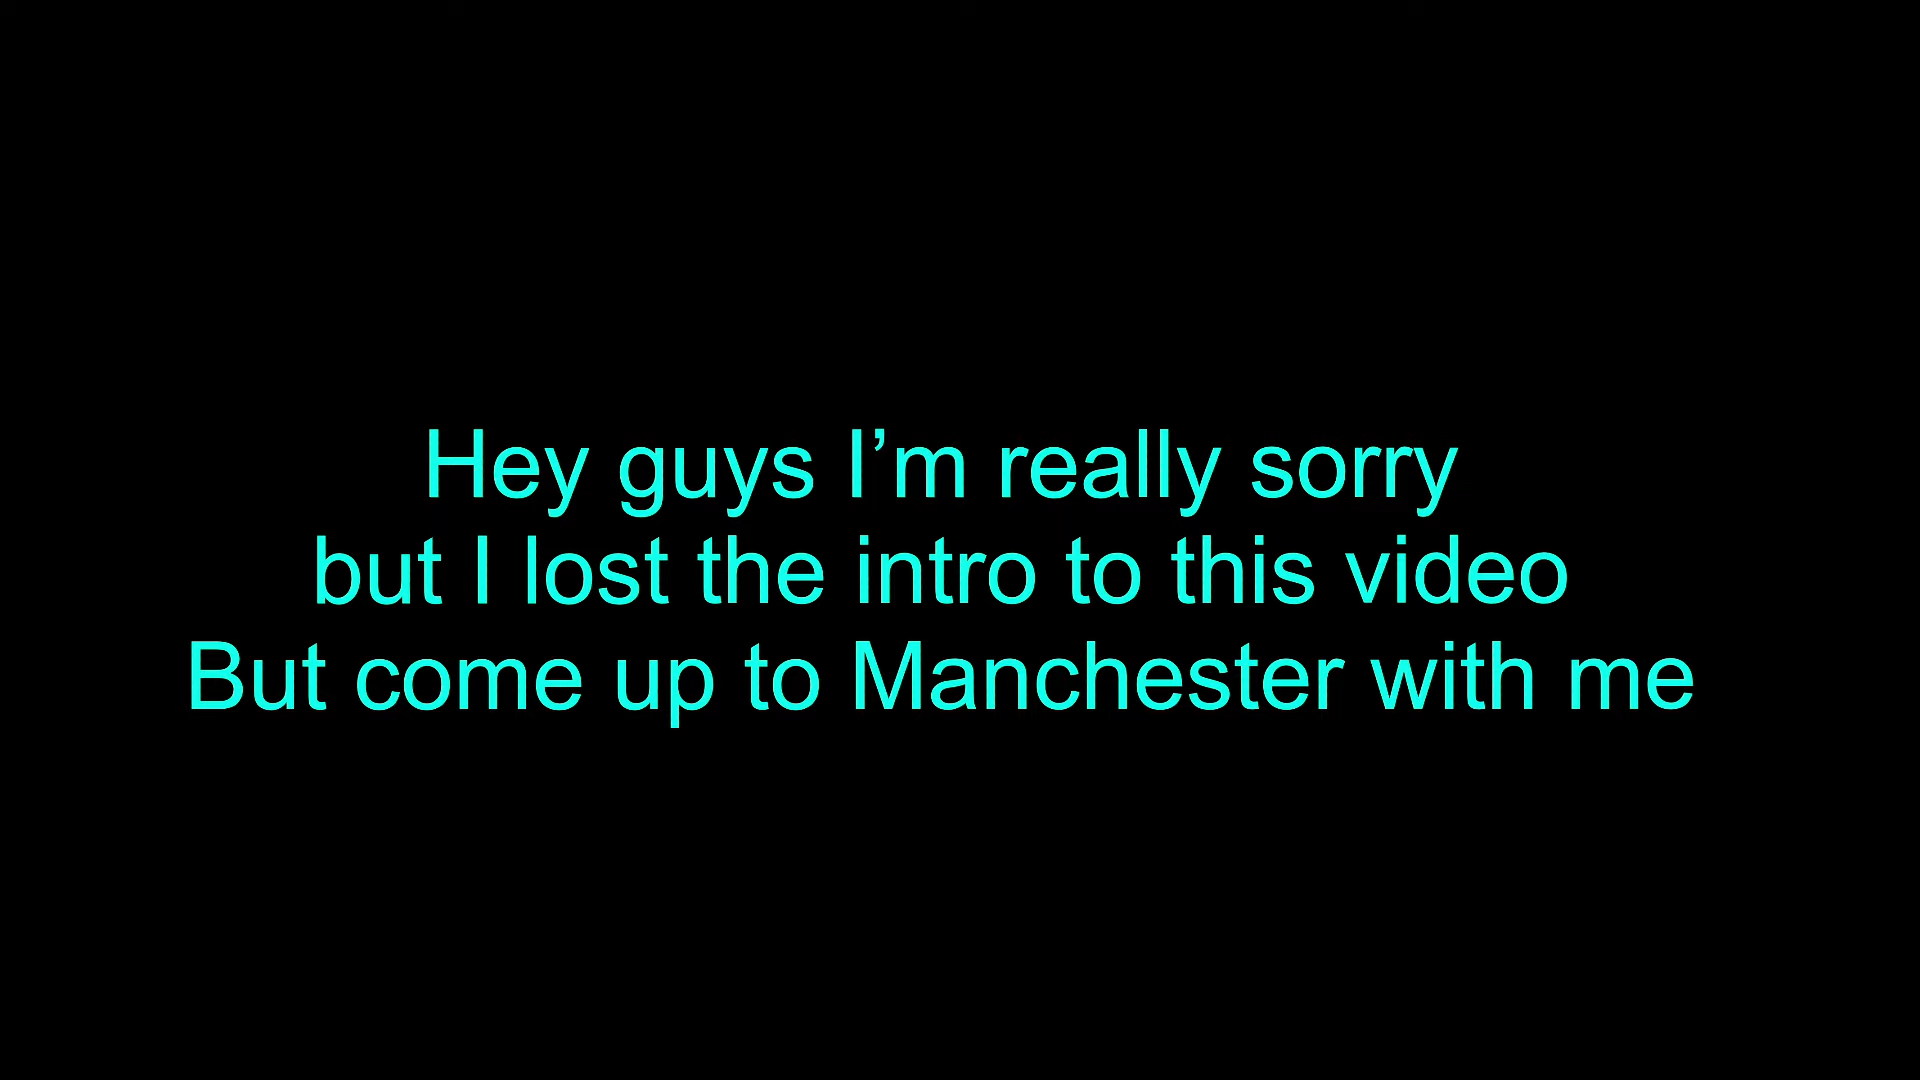 Hey guys I’m really sorry
but I lost the intro to this video
But come up to Manchester with me